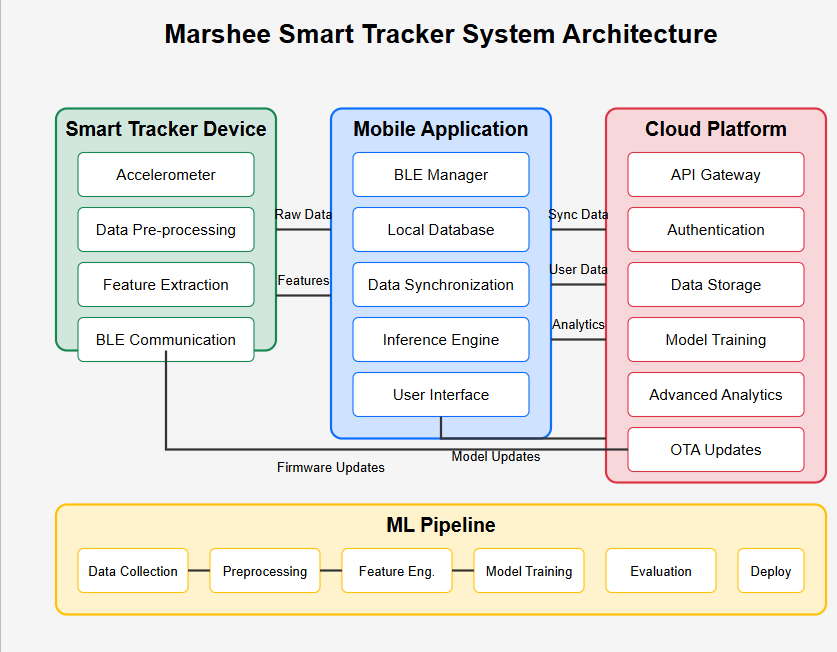 Marshee Smart Tracker System Architecture
Smart Tracker Device
Accelerometer
Data Pre-processing
Feature Extraction
BLE Communication
Raw Data
Features
Mobile Application
BLE Manager
Local Database
Data Synchronization
Inference Engine
User Interface
Sync Data
User Data
Analytics
Cloud Platform
API Gateway
Authentication
Data Storage
Model Training
Advanced Analytics
OTA Updates
Model Updates
Firmware Updates
ML Pipeline
Data Collection
Preprocessing
Feature Eng.
Model Training
Evaluation
Deploy